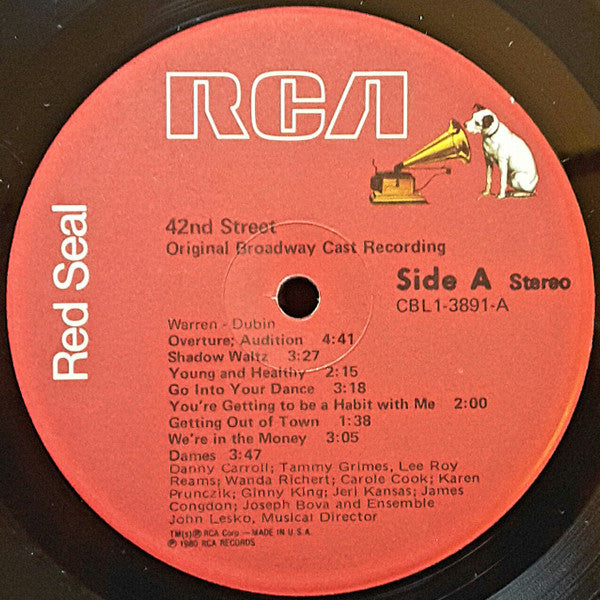 RCA
Red Seal
42nd Street
Original Broadway Cast Recording
Side A Stereo
CBL1-3891-A
Warren - Dubin
Overture; Audition 4:41
Shadow Waltz 3:27
Young and Healthy 2:15
Go Into Your Dance 3:18
You're Getting to be a Habit with Me 2:00
Getting Out of Town 1:38
We're in the Money 3:05
Dames 3:47
Danny Carroll; Tammy Grimes, Lee Roy
Reams; Wanda Richert; Carole Cook; Karen
Prunczik; Ginny King; Jeri Kansas; James
Congdon; Joseph Bova and Ensemble
John Lesko, Musical Director
TM(s)® RCA Corp.—MADE IN U.S.A.
℗ 1980 RCA RECORDS